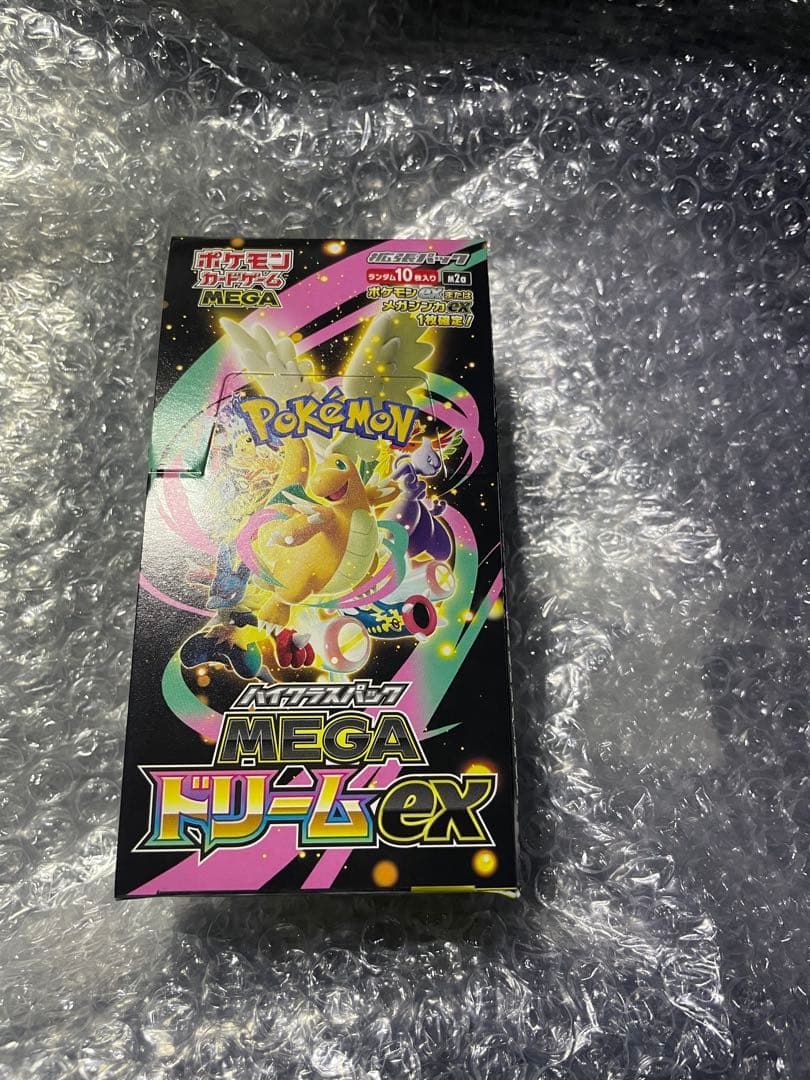 ポケモン
カードゲーム
MEGA
拡張パック
ランダム10枚入り
M2a
ポケモンexまたは
メガシンカex
1枚確定!
POKéMON
ハイクラスパック
MEGA
ドリームex